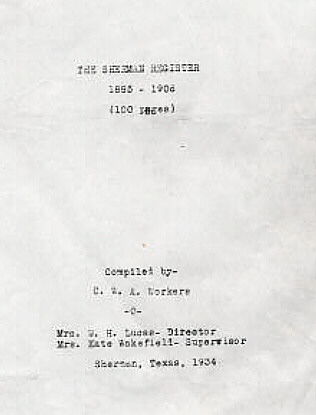 THE SHERMAN REGISTER
1885 - 1906
(100 pages)
Compiled by-
C. W. A. Workers
-0-
Mrs. G. H. Lucas- Director
Mrs. Kate Wakefield- Supervisor
Sherman, Texas, 1934